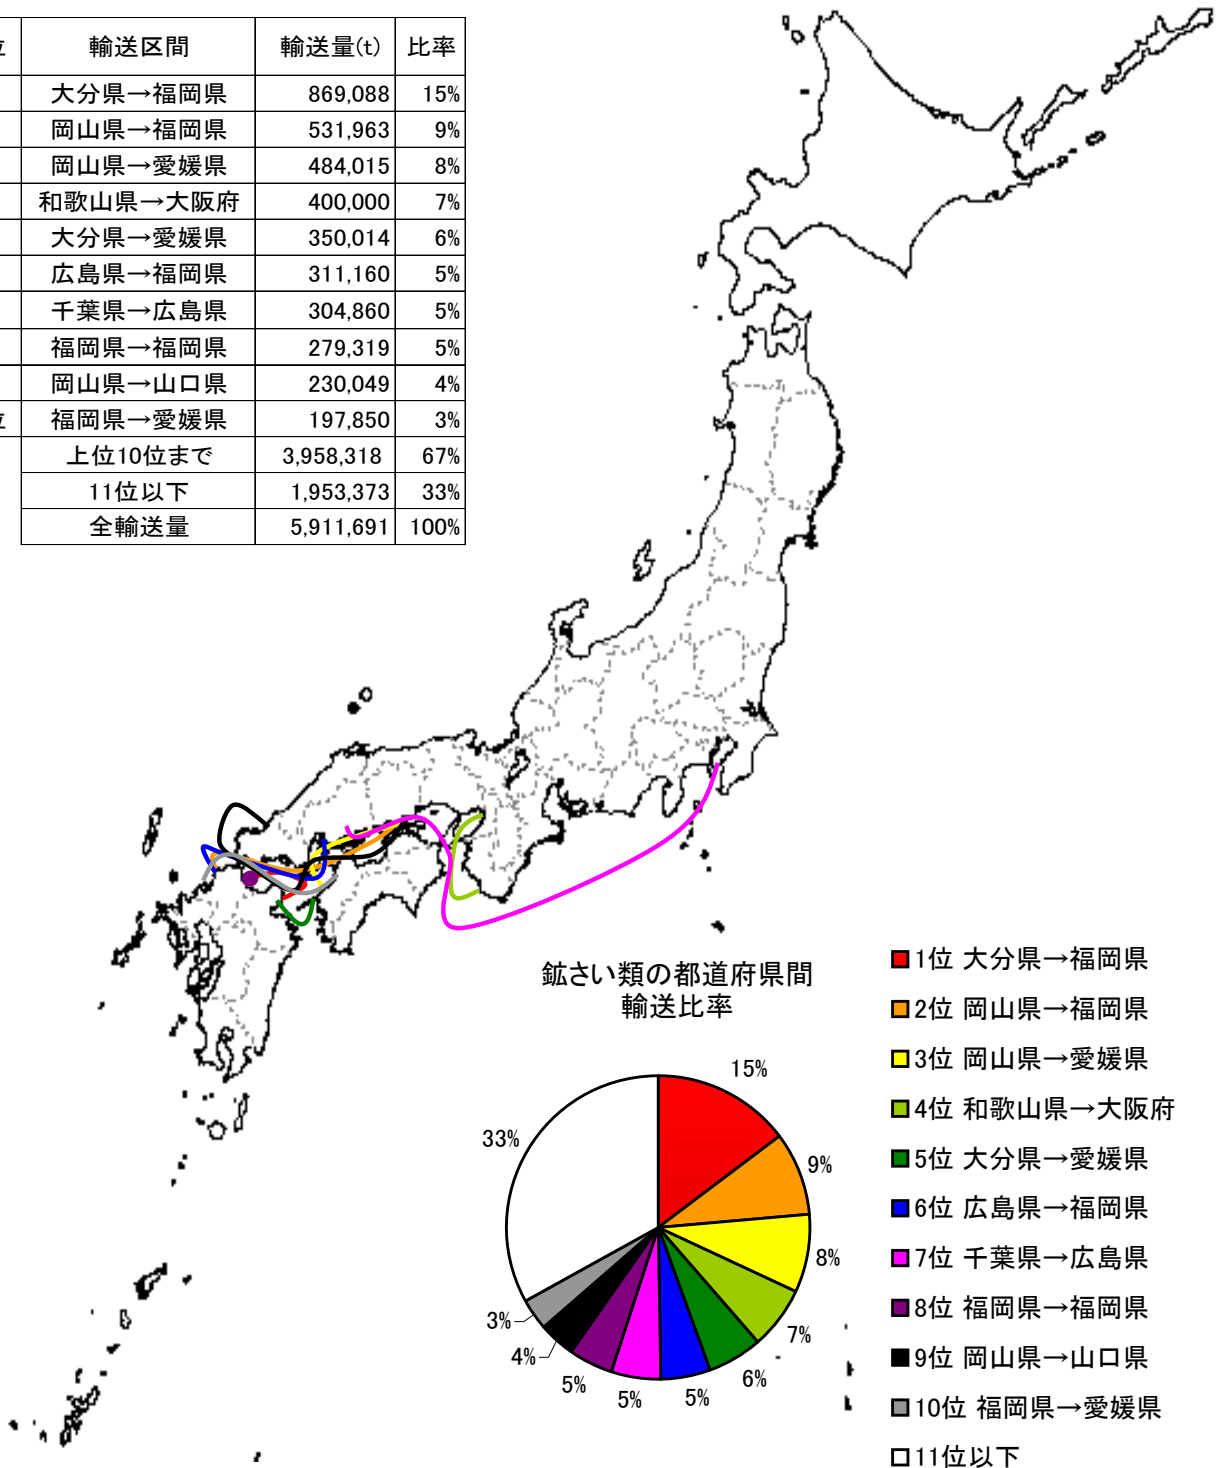 位 輸送区間 輸送量(t) 比率
大分県→福岡県 869,088 15%
岡山県→福岡県 531,963 9%
岡山県→愛媛県 484,015 8%
和歌山県→大阪府 400,000 7%
大分県→愛媛県 350,014 6%
広島県→福岡県 311,160 5%
千葉県→広島県 304,860 5%
福岡県→福岡県 279,319 5%
岡山県→山口県 230,049 4%
位 福岡県→愛媛県 197,850 3%
上位10位まで 3,958,318 67%
11位以下 1,953,373 33%
全輸送量 5,911,691 100%
鉱さい類の都道府県間
輸送比率
15%
9%
8%
7%
6%
5%
5%
5%
4%
3%
33%
1位 大分県→福岡県
2位 岡山県→福岡県
3位 岡山県→愛媛県
4位 和歌山県→大阪府
5位 大分県→愛媛県
6位 広島県→福岡県
7位 千葉県→広島県
8位 福岡県→福岡県
9位 岡山県→山口県
10位 福岡県→愛媛県
11位以下